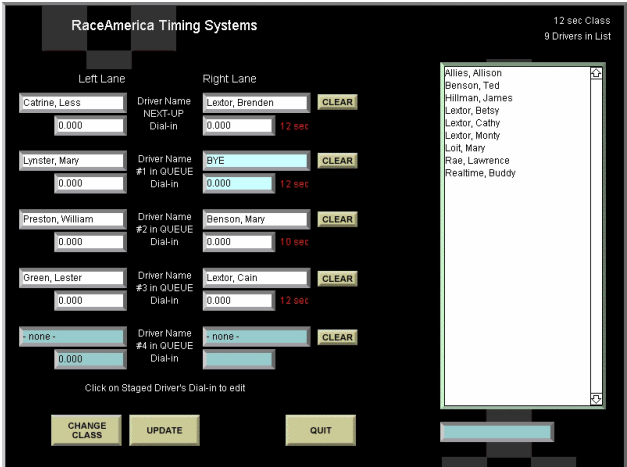 RaceAmerica Timing Systems
12 sec Class
9 Drivers in List
Left Lane Right Lane
Catrine, Less Driver Name Lextor, Brenden CLEAR
NEXT-UP
0.000 Dial-in 0.000 12 sec
Lynster, Mary Driver Name BYE CLEAR
#1 in QUEUE
0.000 Dial-in 0.000 12 sec
Preston, William Driver Name Benson, Mary CLEAR
#2 in QUEUE
0.000 Dial-in 0.000 10 sec
Green, Lester Driver Name Lextor, Cain CLEAR
#3 in QUEUE
0.000 Dial-in 0.000 12 sec
- none - Driver Name - none - CLEAR
#4 in QUEUE
0.000 Dial-in
Click on Staged Driver's Dial-in to edit
CHANGE
CLASS
UPDATE
QUIT
Allies, Allison
Benson, Ted
Hillman, James
Lextor, Betsy
Lextor, Cathy
Lextor, Monty
Loit, Mary
Rae, Lawrence
Realtime, Buddy